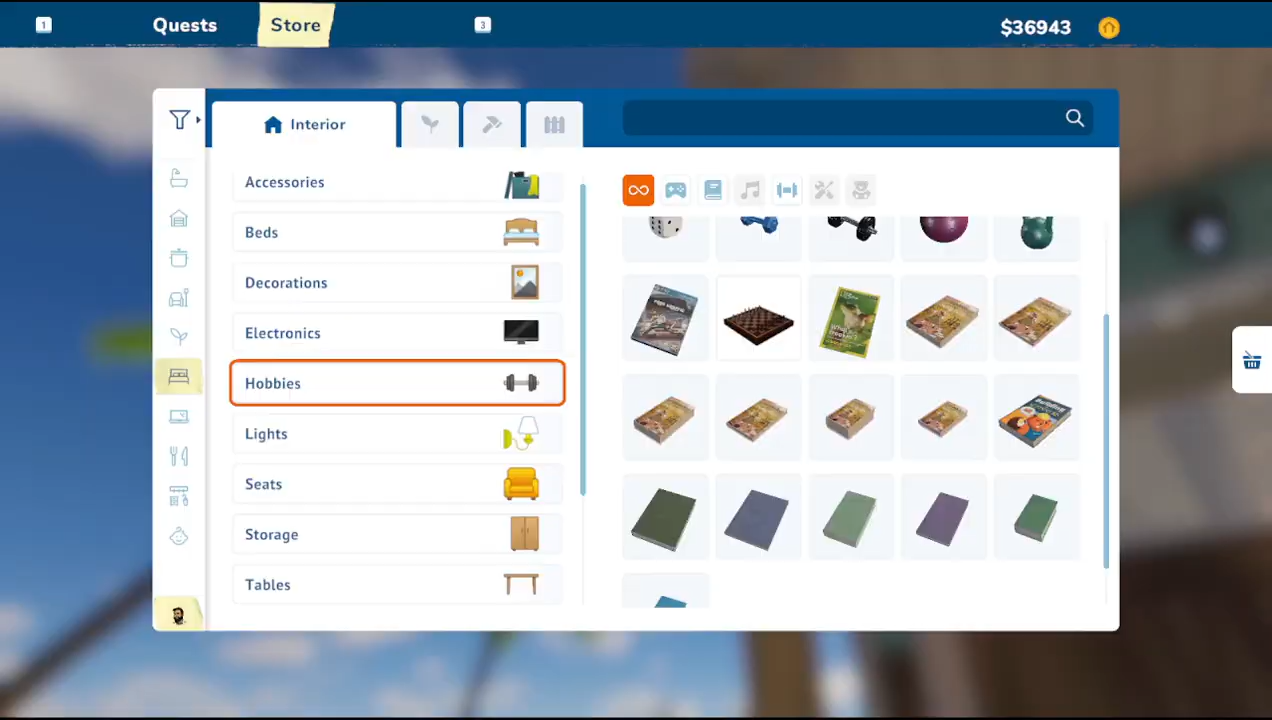 1
Quests
Store
3
$36943
Interior
Accessories
Beds
Decorations
Electronics
Hobbies
Lights
Seats
Storage
Tables